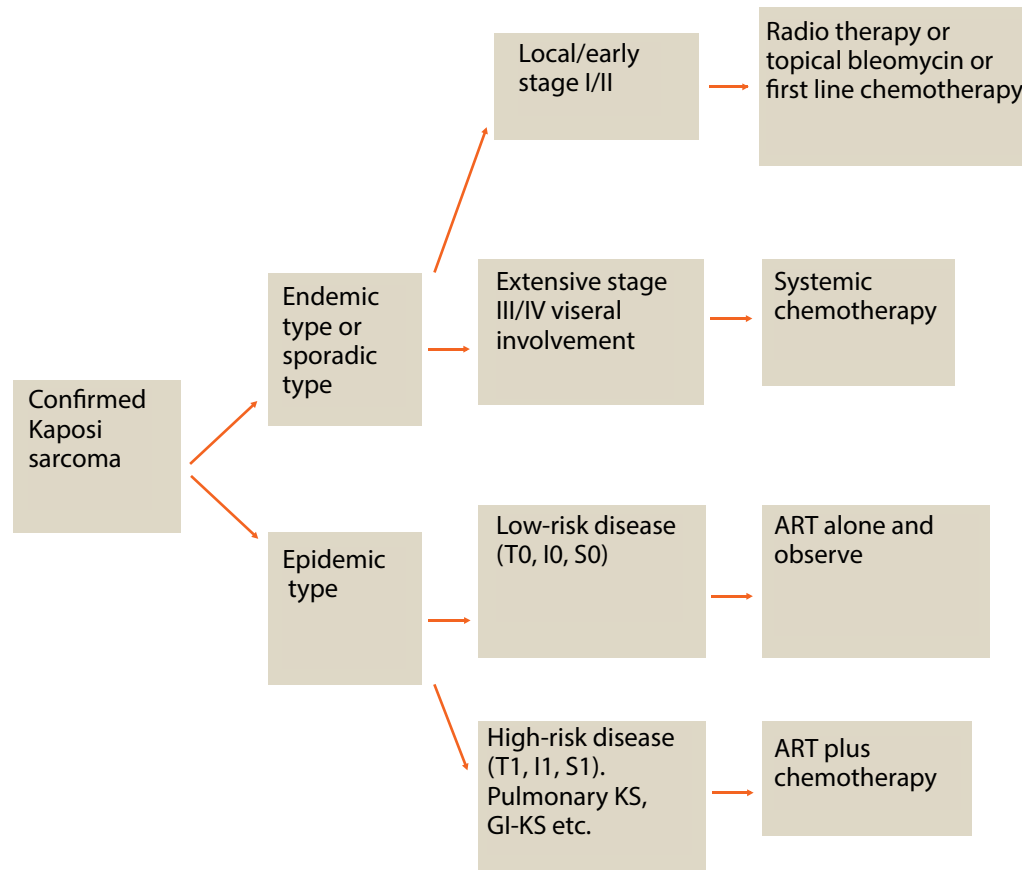 Confirmed
Kaposi
sarcoma
Endemic
type or
sporadic
type
Local/early
stage I/II
Radio therapy or
topical bleomycin or
first line chemotherapy
Extensive stage
III/IV viseral
involvement
Systemic
chemotherapy
Epidemic
type
Low-risk disease
(T0, I0, S0)
ART alone and
observe
High-risk disease
(T1, I1, S1).
Pulmonary KS,
GI-KS etc.
ART plus
chemotherapy